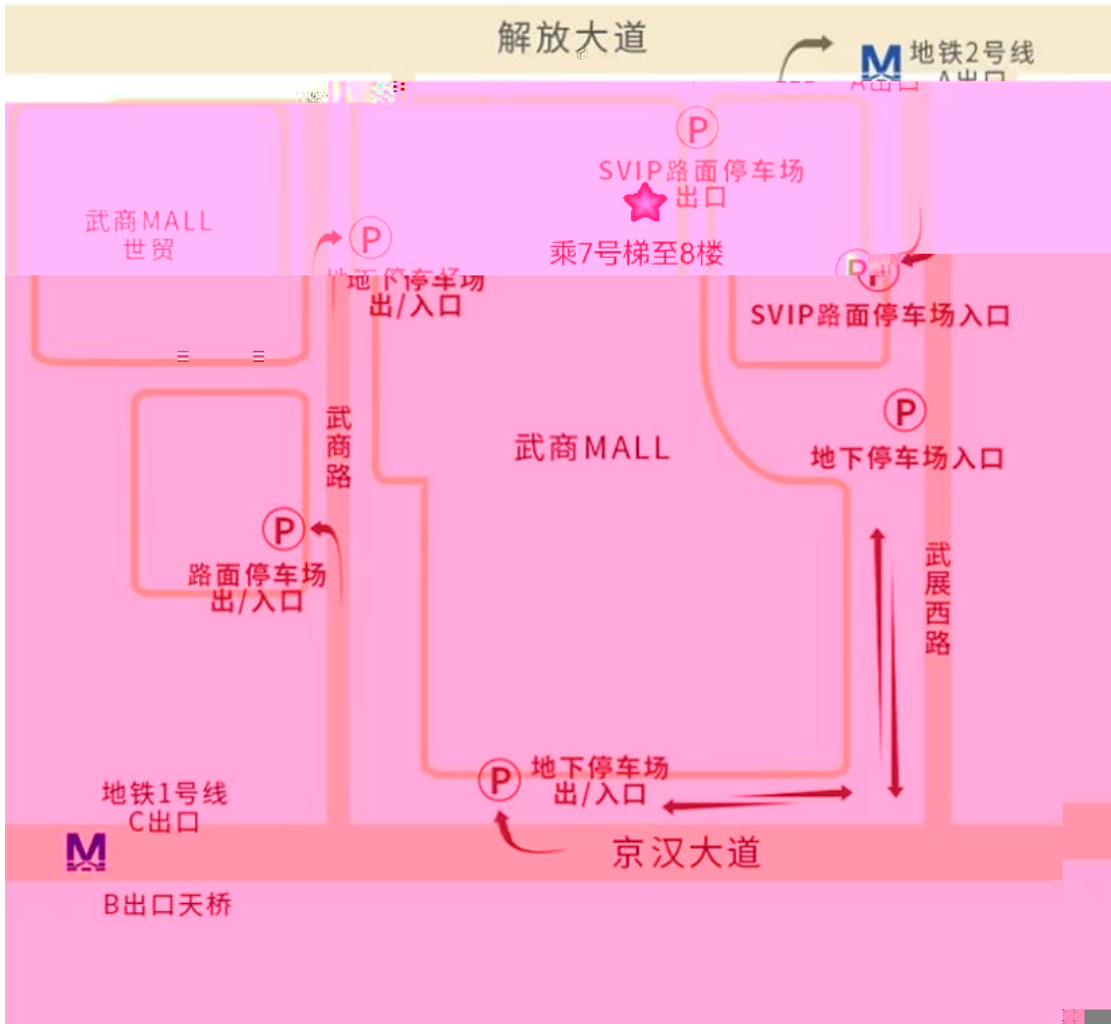 解放大道
地铁2号线
A出口
P
SVIP路面停车场
出口
武商MALL
世贸
P
乘7号梯至8楼
地下停车场
出/入口
P
SVIP路面停车场入口
武商路
武商MALL
P
地下停车场入口
P
路面停车场
出/入口
武展西路
P
地下停车场
出/入口
地铁1号线
C出口
京汉大道
B出口天桥